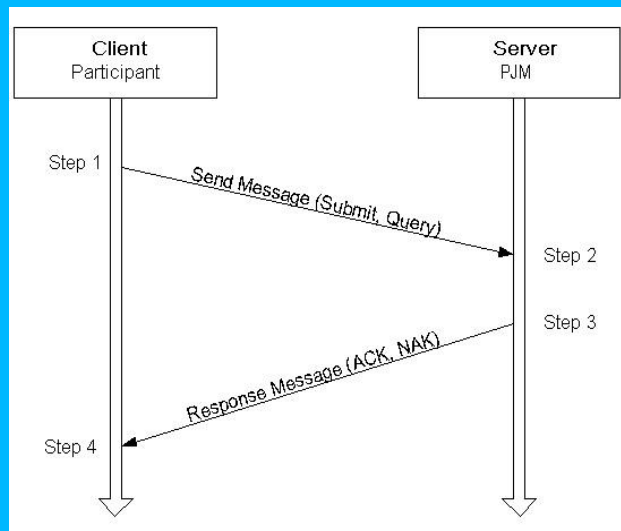 Client
Participant
Server
PJM
Step 1
Send Message (Submit, Query)
Step 2
Step 3
Response Message (ACK, NAK)
Step 4